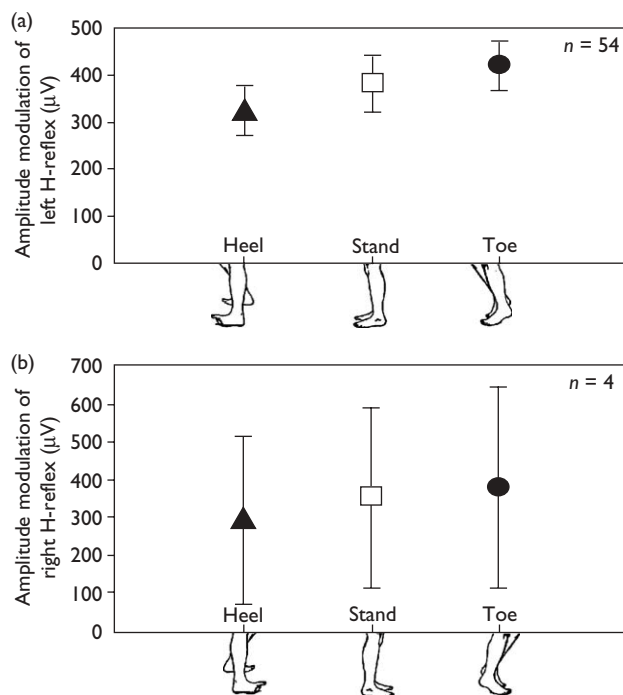 (a)
Amplitude modulation of
left H-reflex (μV)
500
400
300
200
100
0
n = 54
Heel Stand Toe
(b)
Amplitude modulation of
right H-reflex (μV)
700
600
500
400
300
200
100
0
n = 4
Heel Stand Toe